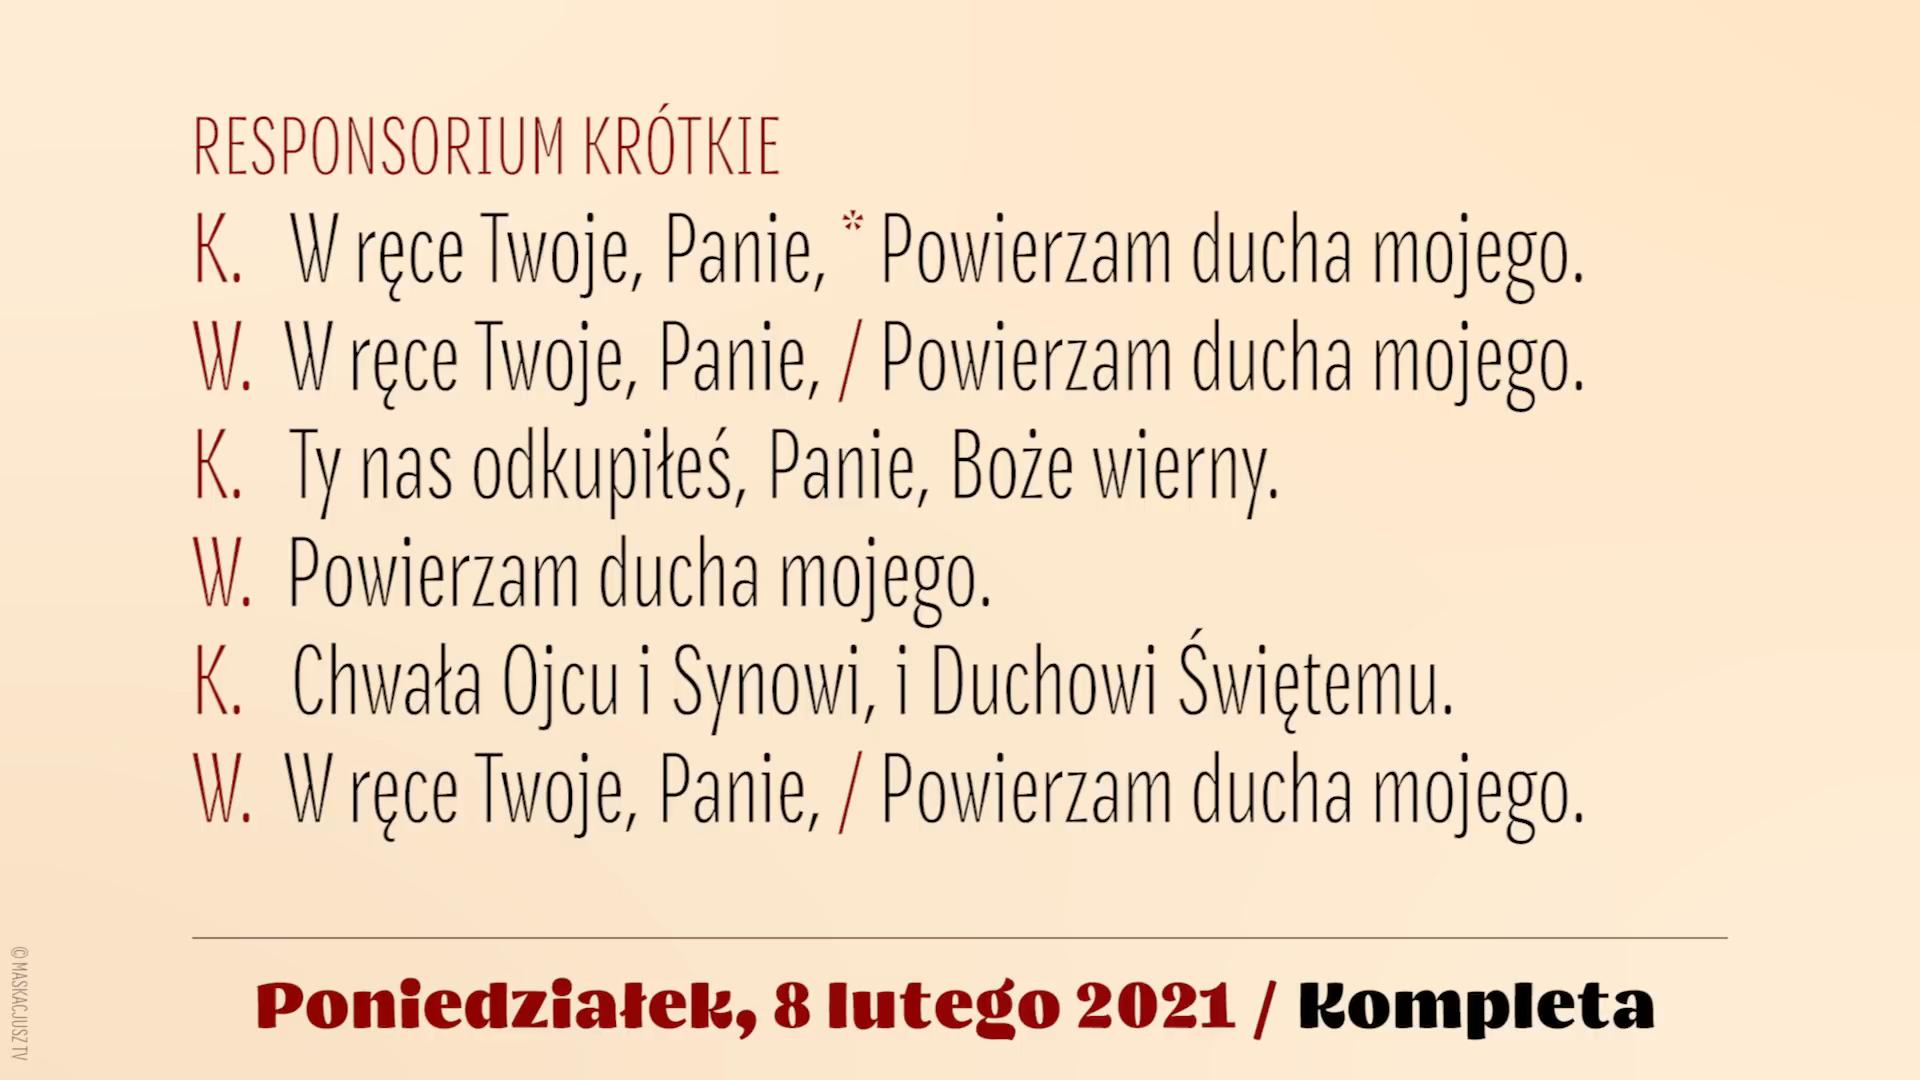 RESPONSORIUM KRÓTKIE
K. W ręce Twoje, Panie, * Powierzam ducha mojego.
W. W ręce Twoje, Panie, / Powierzam ducha mojego.
K. Ty nas odkupiłeś, Panie, Boże wierny.
W. Powierzam ducha mojego.
K. Chwała Ojcu i Synowi, i Duchowi Świętemu.
W. W ręce Twoje, Panie, / Powierzam ducha mojego.
Poniedziałek, 8 lutego 2021 / Kompleta
© MASKACJUSZ TV